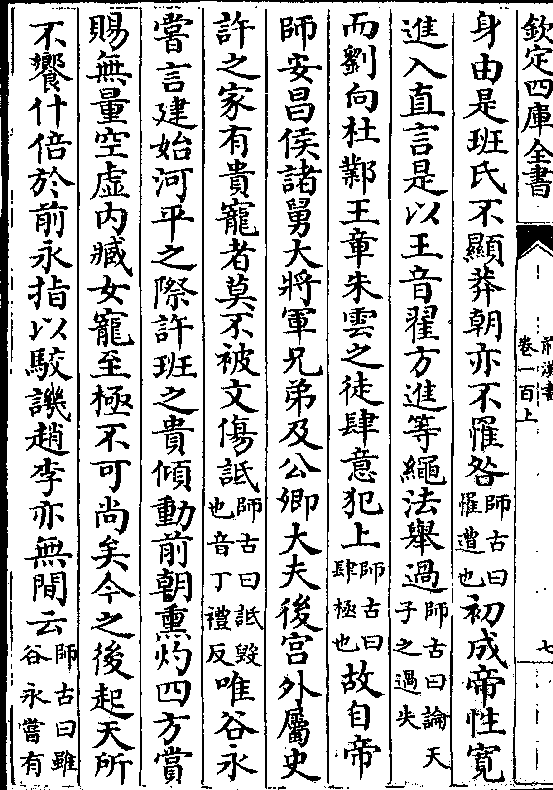 欽定四庫全書
前漢書
卷一百上
七
身由是班氏不顯莽朝亦不罹咎師古曰罹遭也初成帝性寛
進入直言是以王音翟方進等繩法舉過師古曰論天子之過失
而劉向杜鄴王章朱雲之徒肆意犯上師古曰肆極也故自帝
師安昌侯諸舅大將軍兄弟及公卿大夫後宫外屬史
許之家有貴寵者莫不被文傷詆師古曰詆毁也音丁禮反唯谷永
嘗言建始河平之際許班之貴傾動前朝熏灼四方賞
賜無量空虚内臧女寵至極不可尚矣今之後起天所
不饗什倍於前永指以駮譏趙李亦無間云師古曰雖谷永嘗有